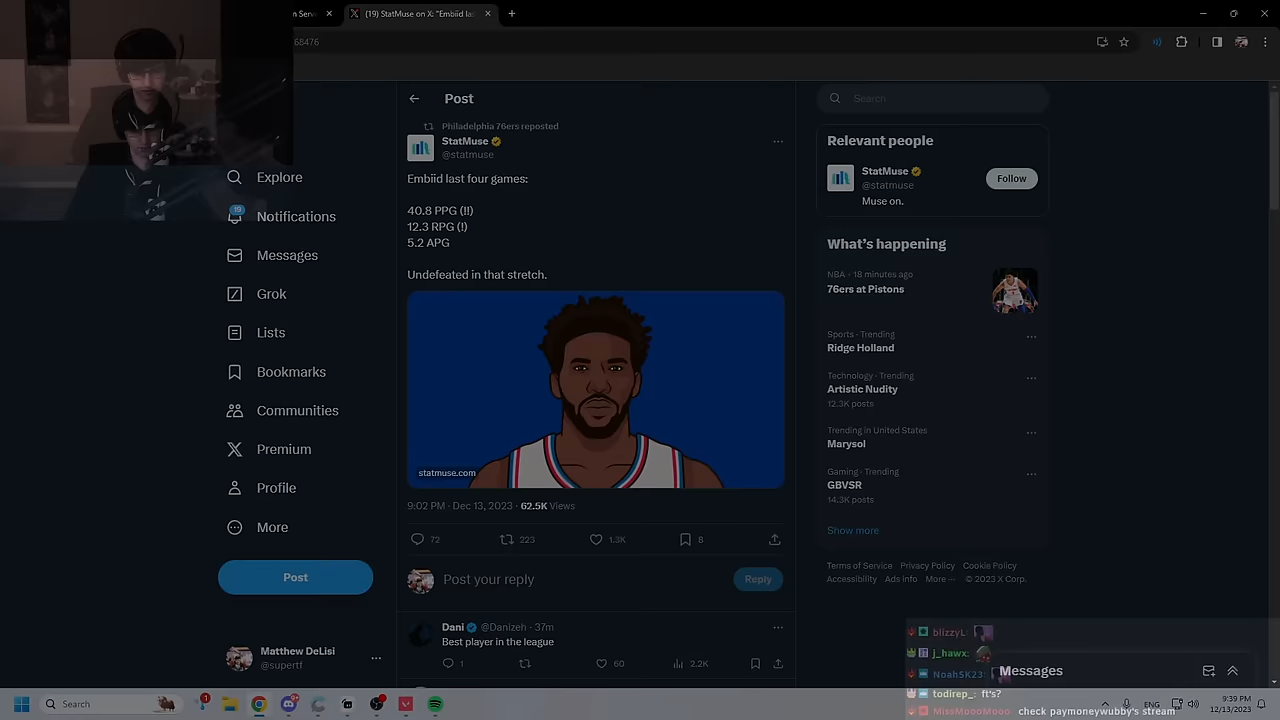 n Serv
(19) StatMuse on X: "Embiid las
68476
Post
Search
Philadelphia 76ers reposted
StatMuse
@statmuse
Embiid last four games:
40.8 PPG (!!)
12.3 RPG (!)
5.2 APG
Undefeated in that stretch.
statmuse.com
9:02 PM · Dec 13, 2023 · 62.5K Views
72
223
1.3K
8
Post your reply
Reply
Dani @Danizeh · 37m
Best player in the league
1
60
2.2K
Explore
19
Notifications
Messages
Grok
Lists
Bookmarks
Communities
Premium
Profile
More
Post
Matthew DeLisi
@supertf
Relevant people
StatMuse
@statmuse
Follow
Muse on.
What's happening
NBA · 18 minutes ago
76ers at Pistons
Sports · Trending
Ridge Holland
Technology · Trending
Artistic Nudity
12.3K posts
Trending in United States
Marysol
Gaming · Trending
GBVSR
14.3K posts
Show more
Terms of Service Privacy Policy Cookie Policy
Accessibility Ads info More ··· © 2023 X Corp.
blizzyL:
j_hawx:
NoahSK23:
Messages
todirep_: ft's?
MissMoooMooo: check paymoneywubby's stream
Search
1
ENG
9:39 PM
12/13/2023